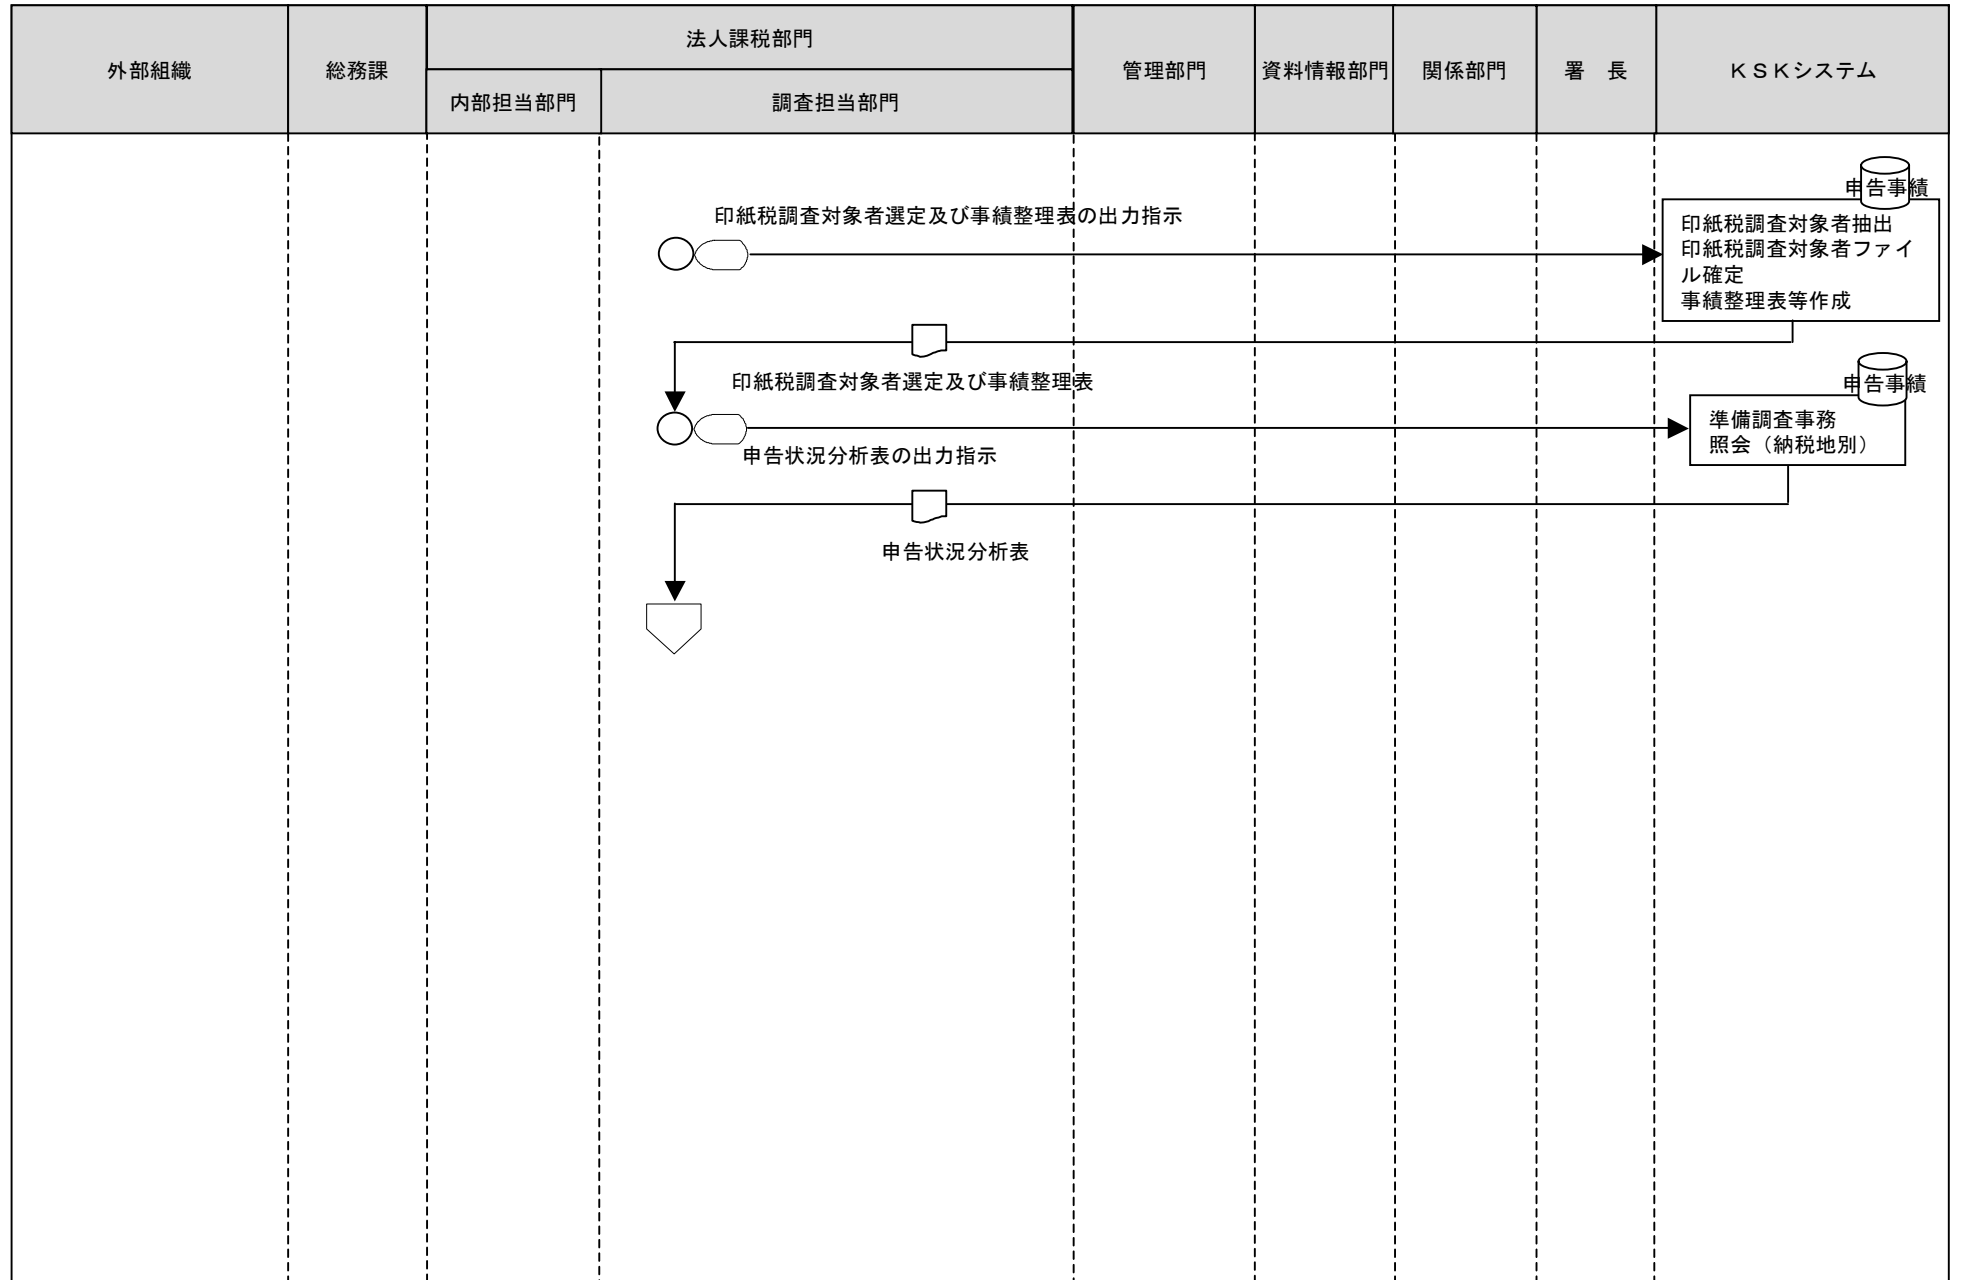 外部組織
総務課
法人課税部門
内部担当部門
調査担当部門
管理部門
資料情報部門
関係部門
署　長
ＫＳＫシステム
申告事績
印紙税調査対象者選定及び事績整理表の出力指示
印紙税調査対象者抽出
印紙税調査対象者ファイ
ル確定
事績整理表等作成
印紙税調査対象者選定及び事績整理表
申告事績
準備調査事務
照会（納税地別）
申告状況分析表の出力指示
申告状況分析表